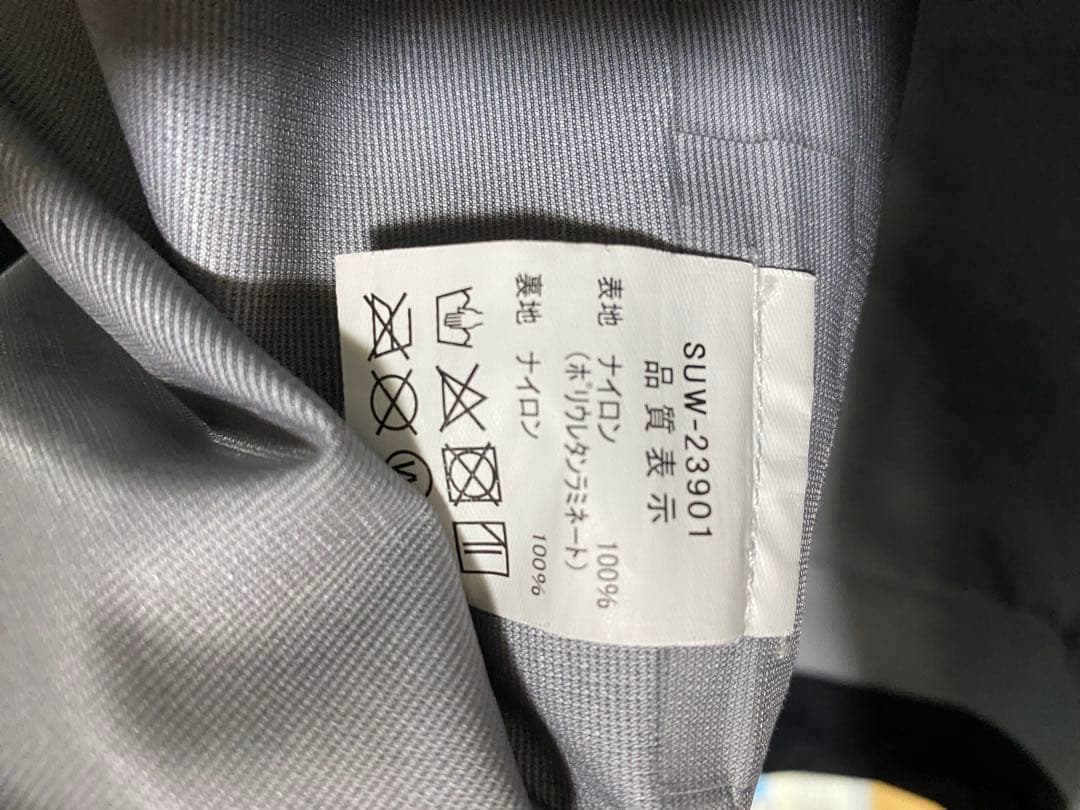 SUW-23901
品質表示
表地 ナイロン 100%
(ポリウレタンラミネート)
裏地 ナイロン 100%